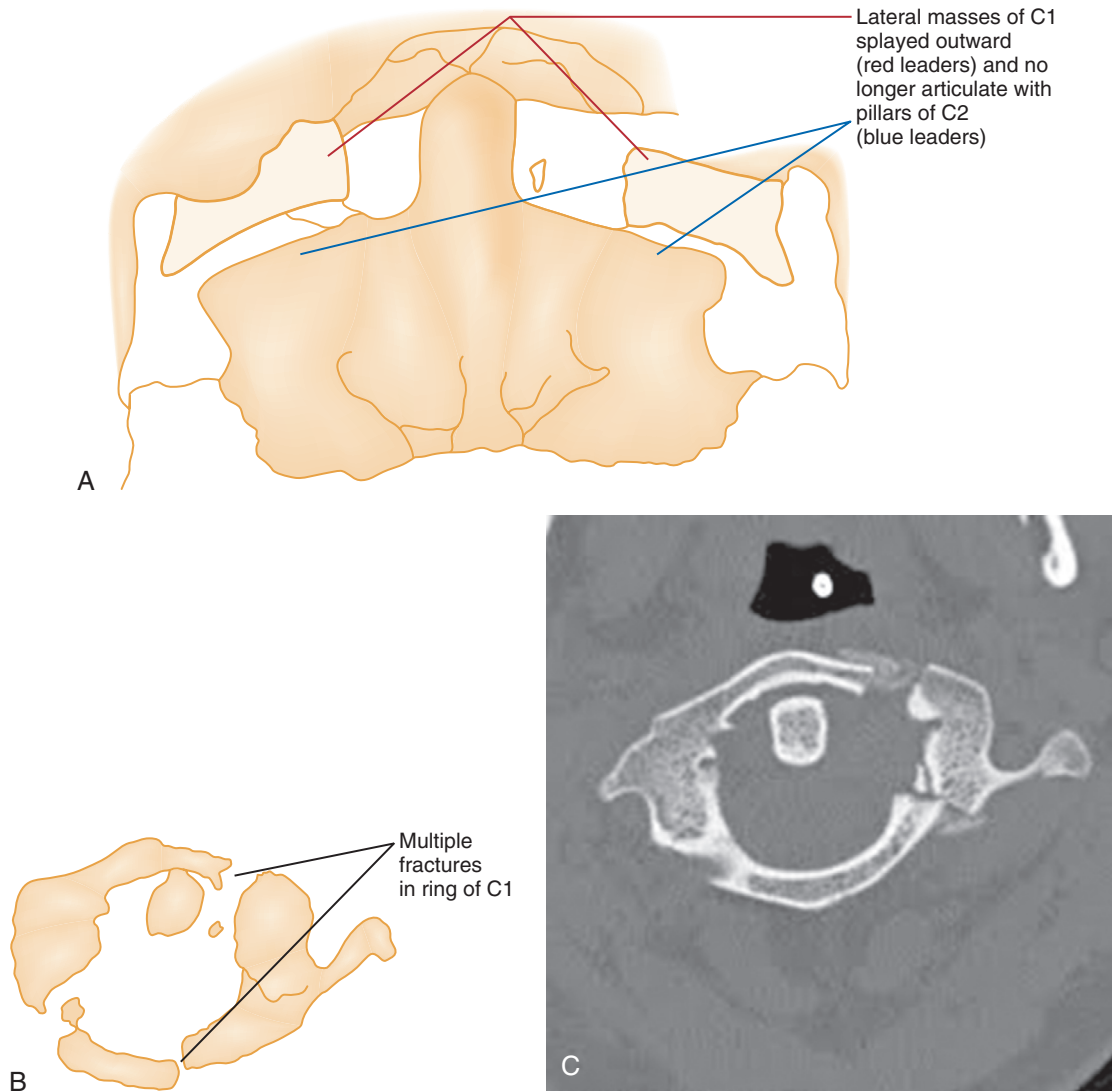 Lateral masses of C1
splayed outward
(red leaders) and no
longer articulate with
pillars of C2
(blue leaders)
A
Multiple
fractures
in ring of C1
B
C